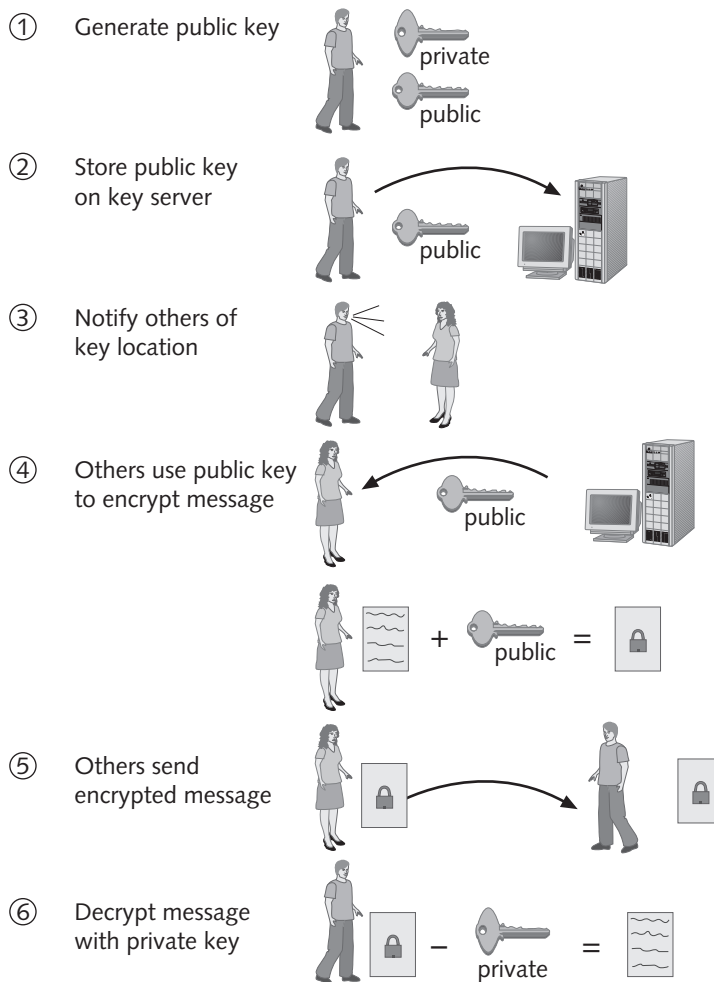 ① Generate public key
private
public
② Store public key
on key server
public
③ Notify others of
key location
④ Others use public key
to encrypt message
public
+ = 
public
⑤ Others send
encrypted message
⑥ Decrypt message
with private key
– =
private